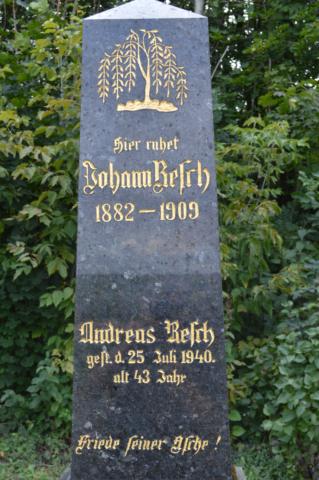 Hier ruhet
Johann Resch
1882 – 1909
Andreas Resch
gest. d. 25 Juli 1940.
alt 43 Jahr
Friede seiner Asche!